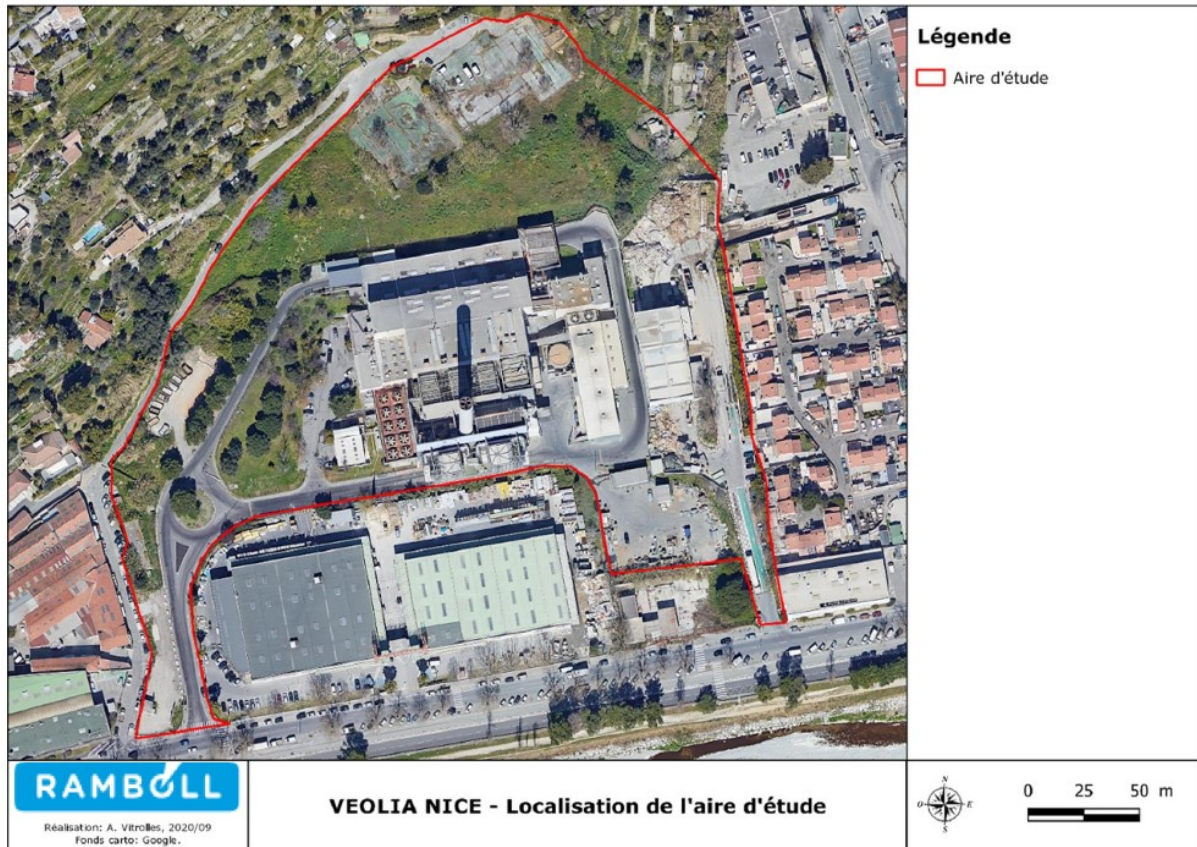 Légende
Aire d'étude
RAMBOLL
Réalisation: A. Vitrolles, 2020/09
Fonds carto: Google.
VEOLIA NICE - Localisation de l'aire d'étude
N
O
E
S
0 25 50 m